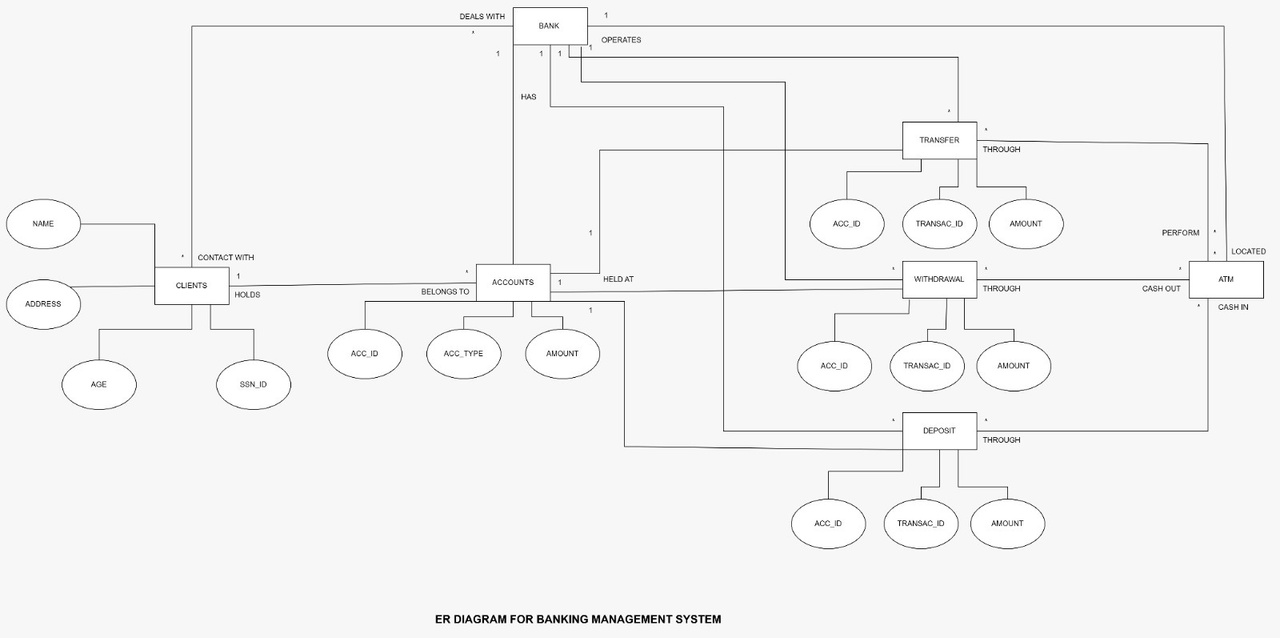 DEALS WITH
BANK
1
*
OPERATES
1
1
1
1
HAS
*
TRANSFER
*
THROUGH
ACC_ID
TRANSAC_ID
AMOUNT
NAME
1
PERFORM
*
*
CONTACT WITH
*
LOCATED
CLIENTS
1
HOLDS
*
ACCOUNTS
BELONGS TO
1
HELD AT
*
WITHDRAWAL
*
THROUGH
*
CASH OUT
ATM
*
CASH IN
ADDRESS
1
ACC_ID
ACC_TYPE
AMOUNT
ACC_ID
TRANSAC_ID
AMOUNT
AGE
SSN_ID
*
DEPOSIT
*
THROUGH
ACC_ID
TRANSAC_ID
AMOUNT
ER DIAGRAM FOR BANKING MANAGEMENT SYSTEM